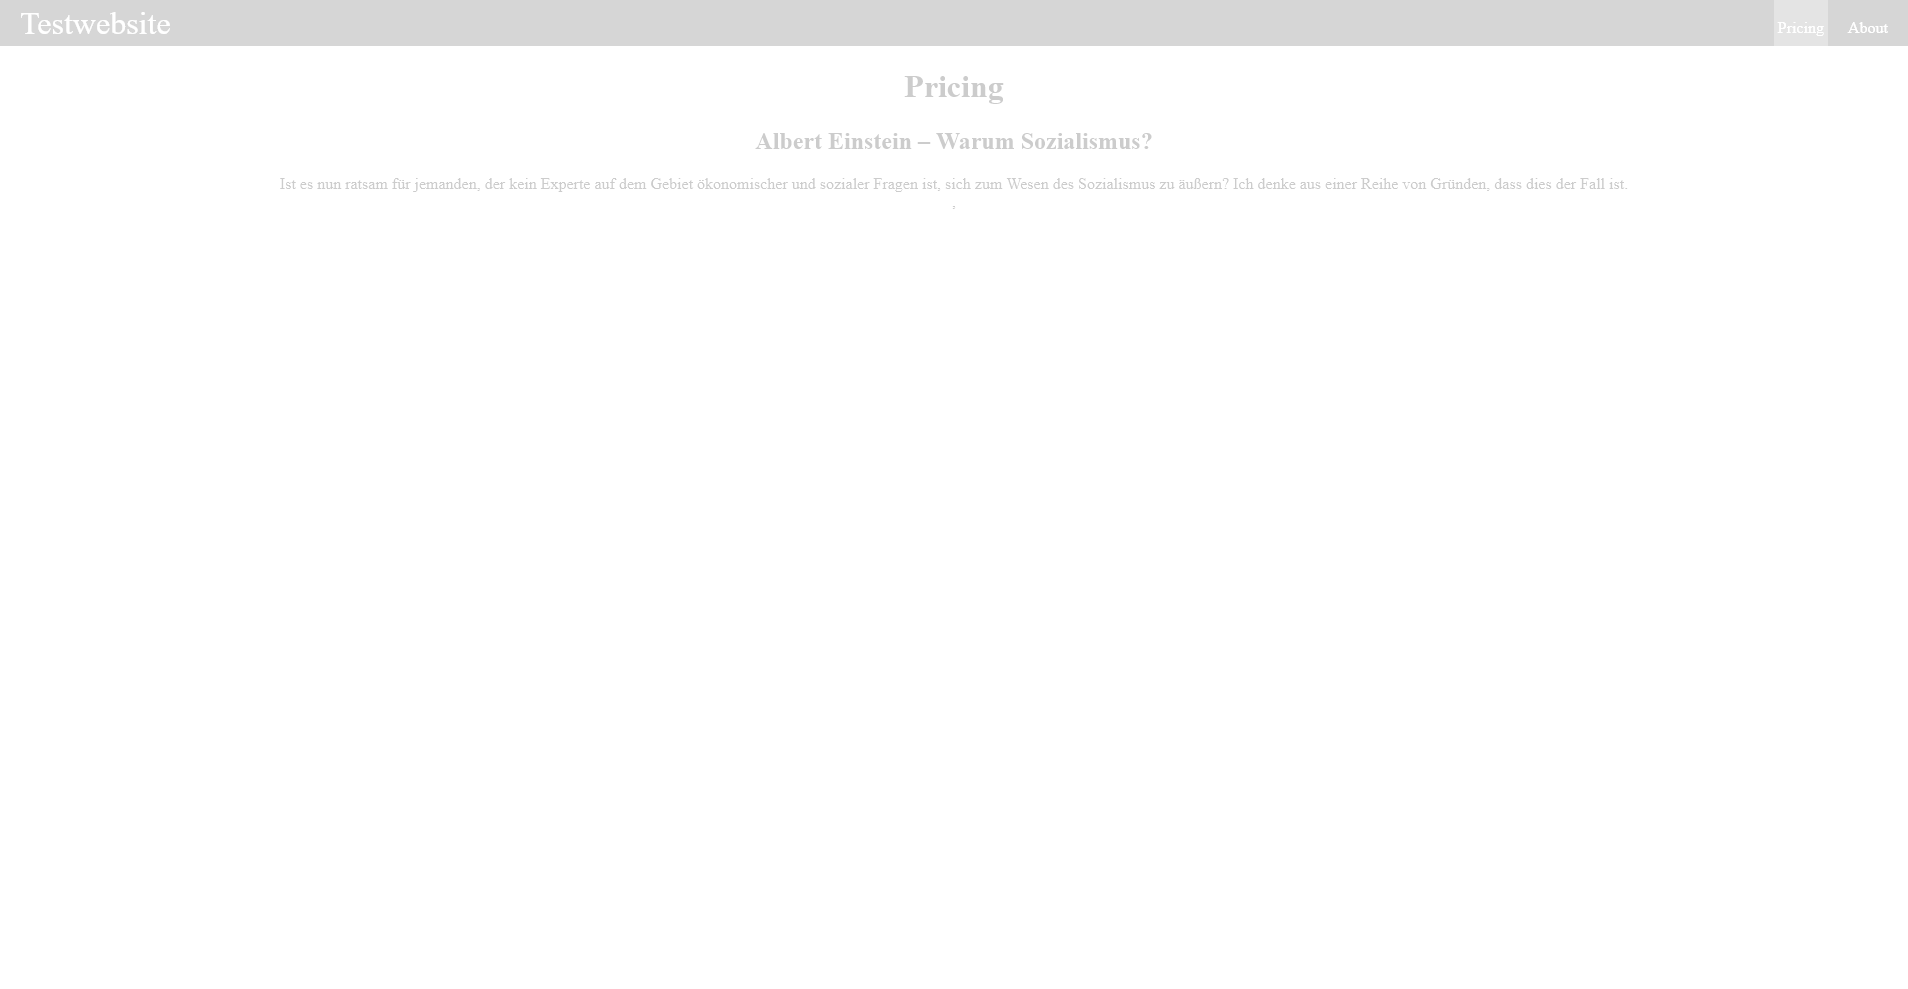 Testwebsite
Pricing
About
Pricing
Albert Einstein – Warum Sozialismus?
Ist es nun ratsam für jemanden, der kein Experte auf dem Gebiet ökonomischer und sozialer Fragen ist, sich zum Wesen des Sozialismus zu äußern? Ich denke aus einer Reihe von Gründen, dass dies der Fall ist.